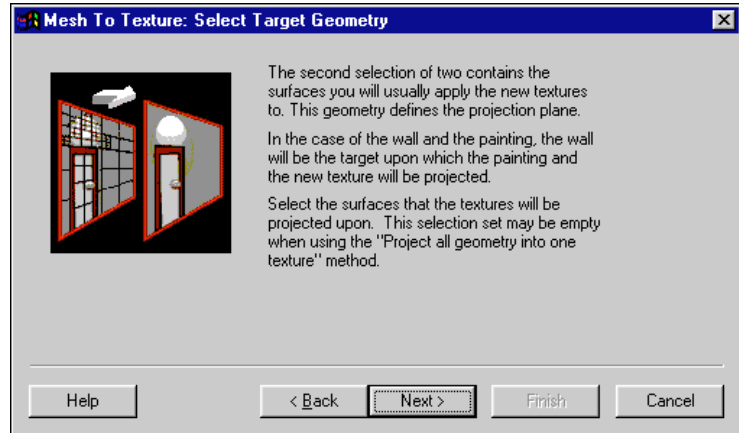 Mesh To Texture: Select Target Geometry
The second selection of two contains the
surfaces you will usually apply the new textures
to. This geometry defines the projection plane.
In the case of the wall and the painting, the wall
will be the target upon which the painting and
the new texture will be projected.
Select the surfaces that the textures will be
projected upon.  This selection set may be empty
when using the "Project all geometry into one
texture" method.
Help
< Back
Next >
Finish
Cancel